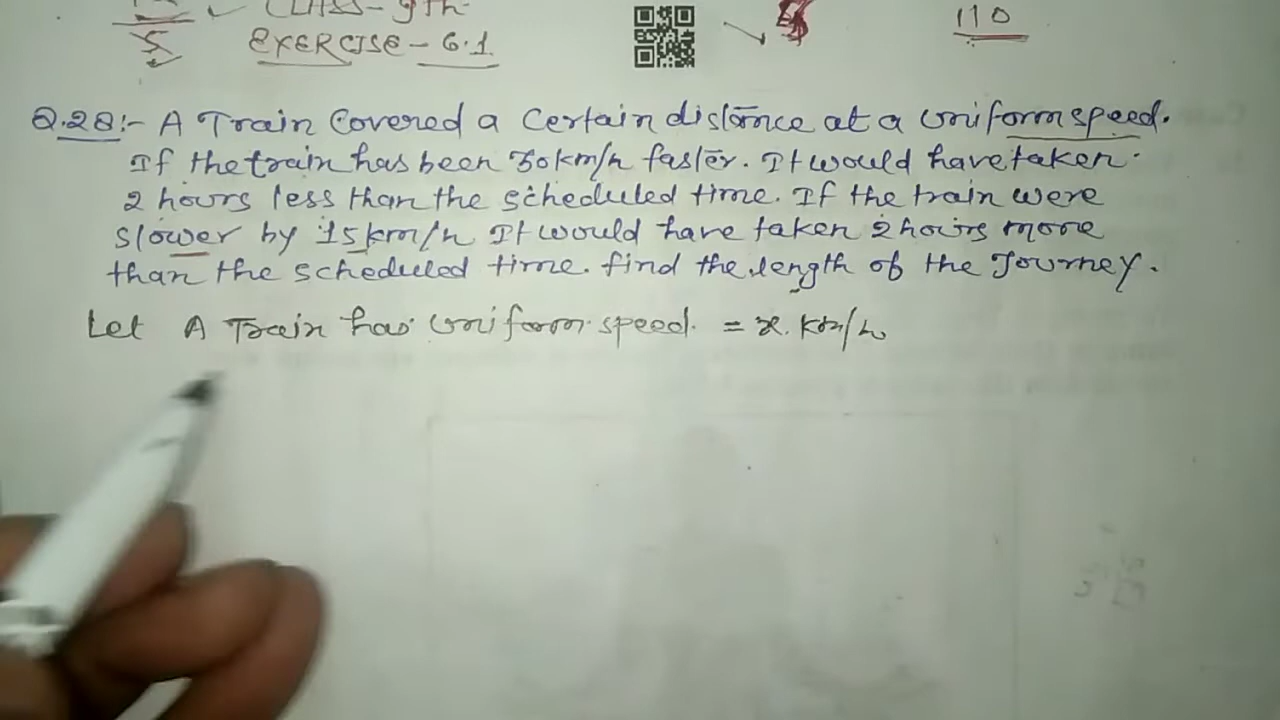 CLASS-9th
110
EXERCISE-6.1
5
Q.28:- A Train Covered a Certain distance at a uniform speed.
If the train has been 30km/h faster. It would have taken
2 hours less than the scheduled time. If the train were
slower by 15km/h It would have taken 2 hours more
than the scheduled time. find the length of the Journey.
Let A Train has uniform speed = x. km/h